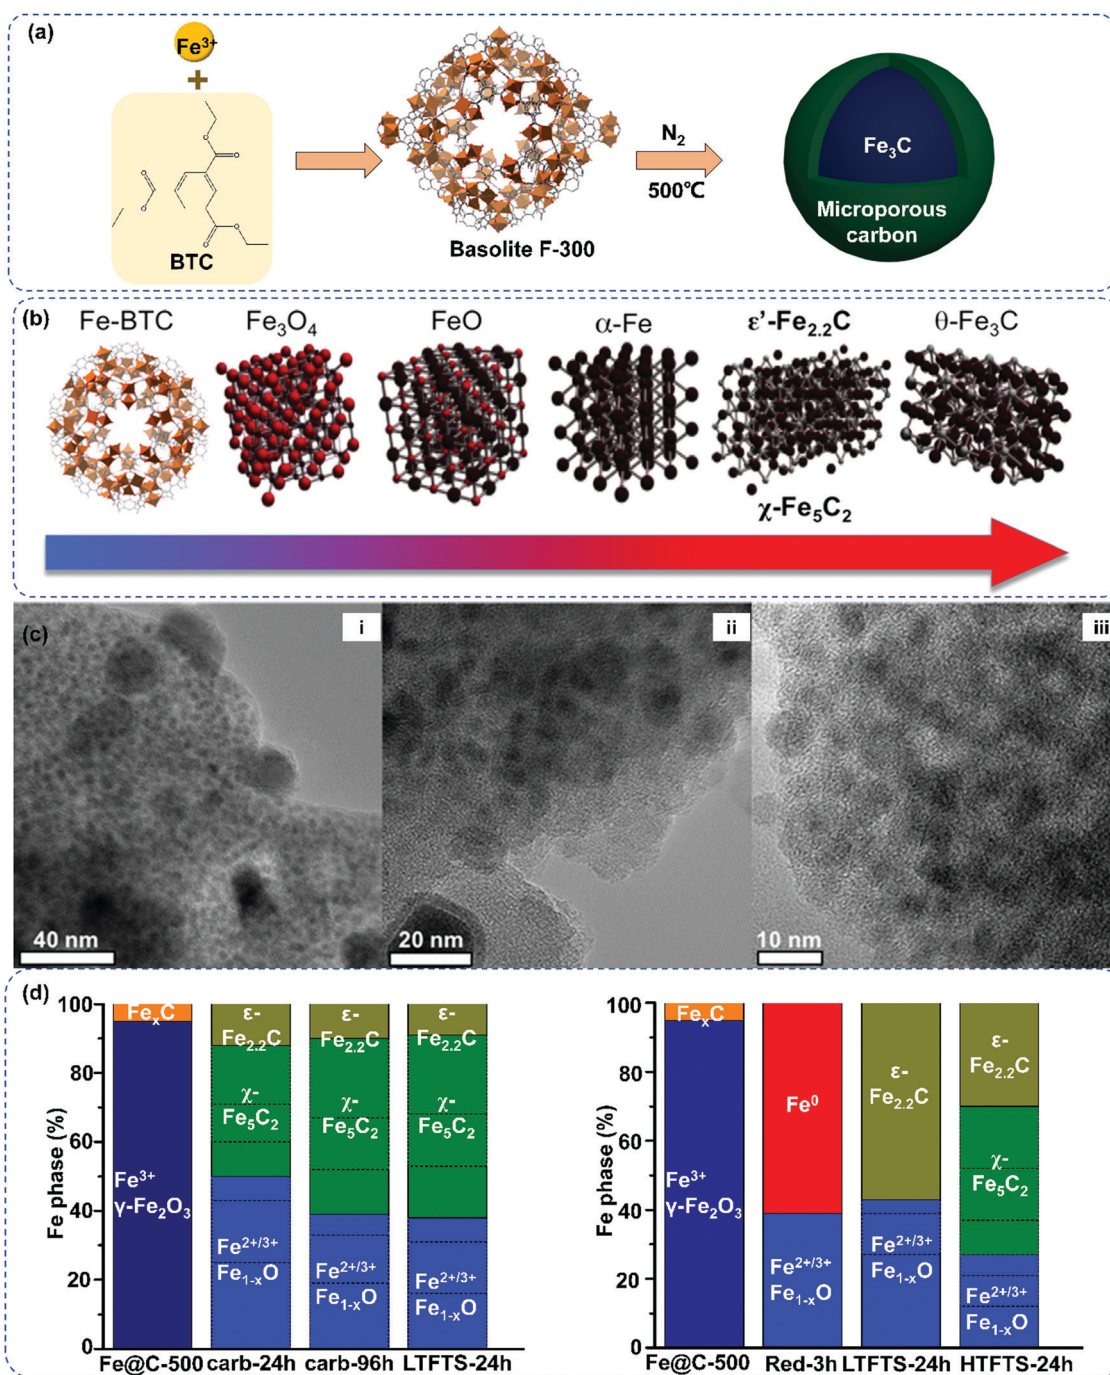 (a)
Fe³⁺
+
BTC
Basolite F-300
N₂
500℃
Fe₃C
Microporous
carbon
(b)
Fe-BTC
Fe₃O₄
FeO
α-Fe
ε'-Fe₂.₂C
θ-Fe₃C
χ-Fe₅C₂
(c)
i
ii
iii
40 nm
20 nm
10 nm
(d)
Fe phase (%)
100
80
60
40
20
0
FeₓC
Fe³⁺
γ-Fe₂O₃
ε-
Fe₂.₂C
χ-
Fe₅C₂
Fe²⁺/³⁺
Fe₁₋ₓO
ε-
Fe₂.₂C
χ-
Fe₅C₂
Fe²⁺/³⁺
Fe₁₋ₓO
ε-
Fe₂.₂C
χ-
Fe₅C₂
Fe²⁺/³⁺
Fe₁₋ₓO
Fe@C-500 carb-24h carb-96h LTFTS-24h
Fe phase (%)
100
80
60
40
20
0
FeₓC
Fe³⁺
γ-Fe₂O₃
Fe⁰
Fe²⁺/³⁺
Fe₁₋ₓO
ε-
Fe₂.₂C
Fe²⁺/³⁺
Fe₁₋ₓO
ε-
Fe₂.₂C
χ-
Fe₅C₂
Fe²⁺/³⁺
Fe₁₋ₓO
Fe@C-500 Red-3h LTFTS-24h HTFTS-24h